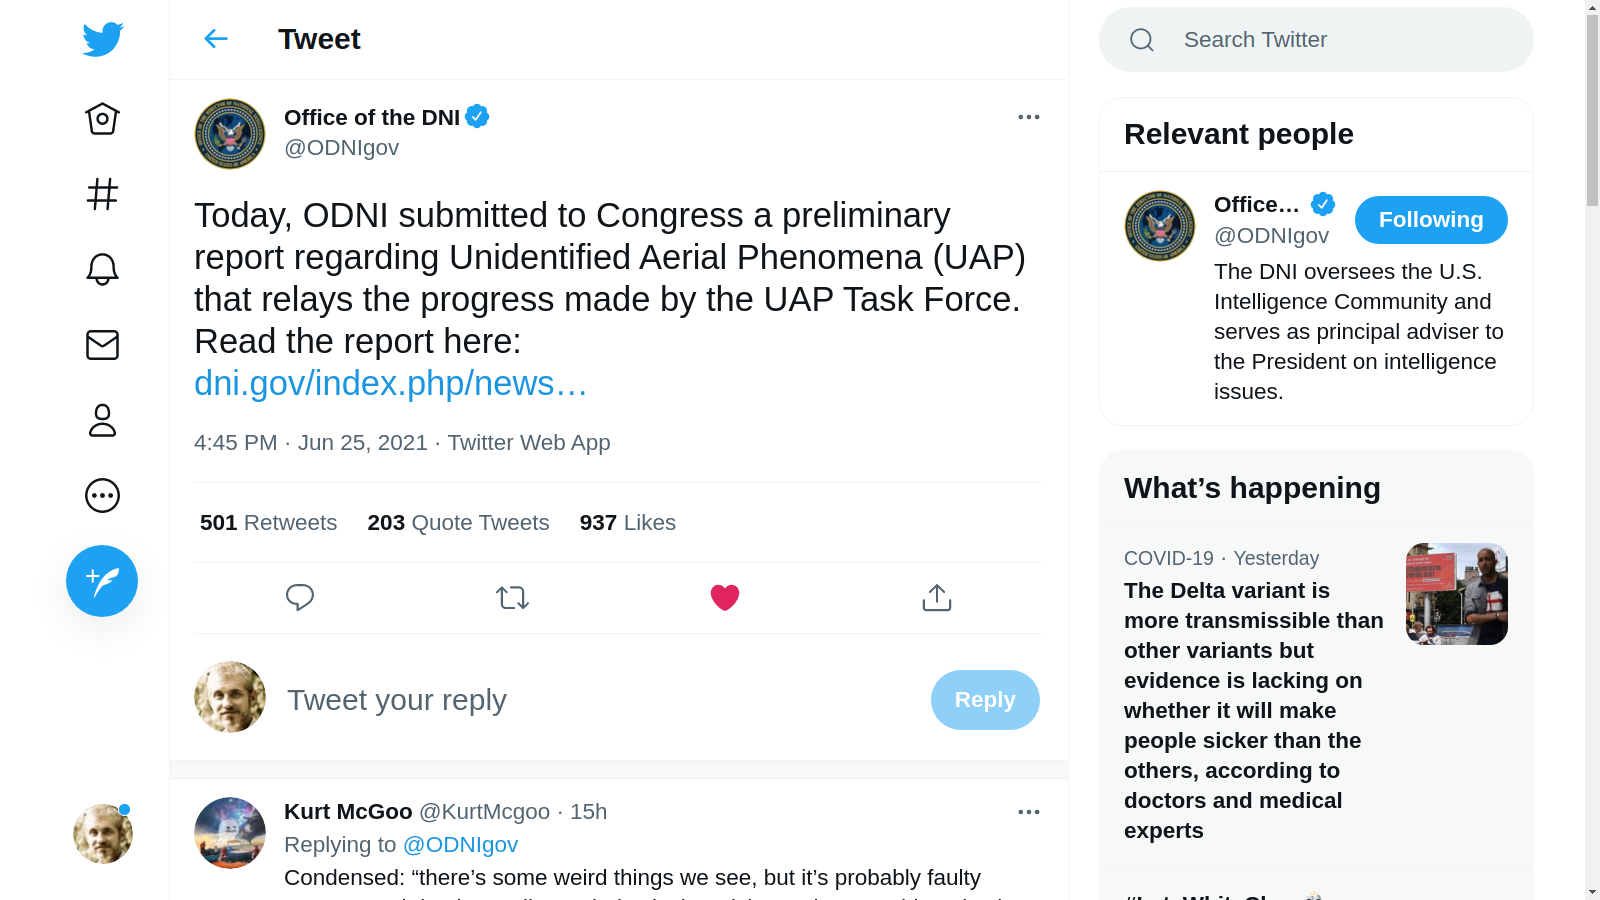 Tweet
Search Twitter
Office of the DNI
@ODNIgov
Today, ODNI submitted to Congress a preliminary
report regarding Unidentified Aerial Phenomena (UAP)
that relays the progress made by the UAP Task Force.
Read the report here:
dni.gov/index.php/news…
4:45 PM · Jun 25, 2021 · Twitter Web App
501 Retweets 203 Quote Tweets 937 Likes
Tweet your reply
Reply
Kurt McGoo @KurtMcgoo · 15h
Replying to @ODNIgov
Condensed: “there’s some weird things we see, but it’s probably faulty
Relevant people
Office…
@ODNIgov
Following
The DNI oversees the U.S.
Intelligence Community and
serves as principal adviser to
the President on intelligence
issues.
What’s happening
COVID-19 · Yesterday
The Delta variant is
more transmissible than
other variants but
evidence is lacking on
whether it will make
people sicker than the
others, according to
doctors and medical
experts